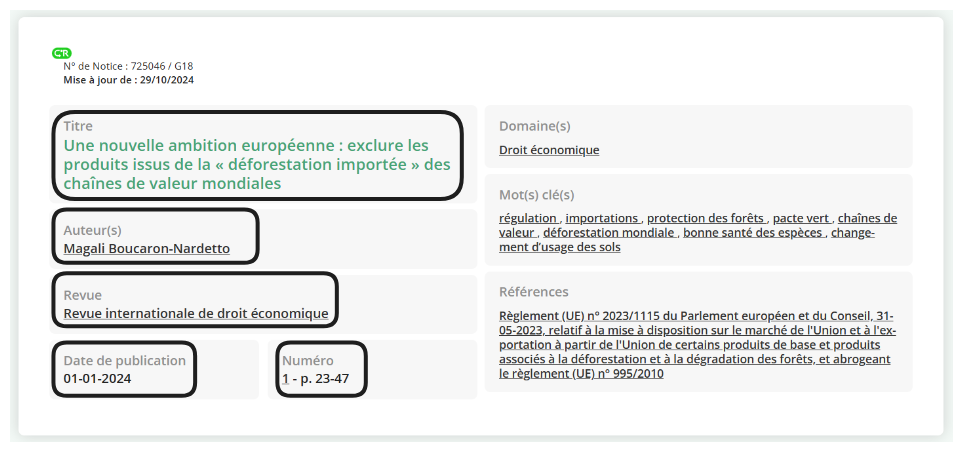 CR
N° de Notice : 725046 / G18
Mise à jour de : 29/10/2024
Titre
Une nouvelle ambition européenne : exclure les
produits issus de la « déforestation importée » des
chaînes de valeur mondiales
Auteur(s)
Magali Boucaron-Nardetto
Revue
Revue internationale de droit économique
Date de publication
01-01-2024
Numéro
1 - p. 23-47
Domaine(s)
Droit économique
Mot(s) clé(s)
régulation , importations , protection des forêts , pacte vert , chaînes de
valeur , déforestation mondiale , bonne santé des espèces , change-
ment d'usage des sols
Références
Règlement (UE) n° 2023/1115 du Parlement européen et du Conseil, 31-
05-2023, relatif à la mise à disposition sur le marché de l'Union et à l'ex-
portation à partir de l'Union de certains produits de base et produits
associés à la déforestation et à la dégradation des forêts, et abrogeant
le règlement (UE) n° 995/2010